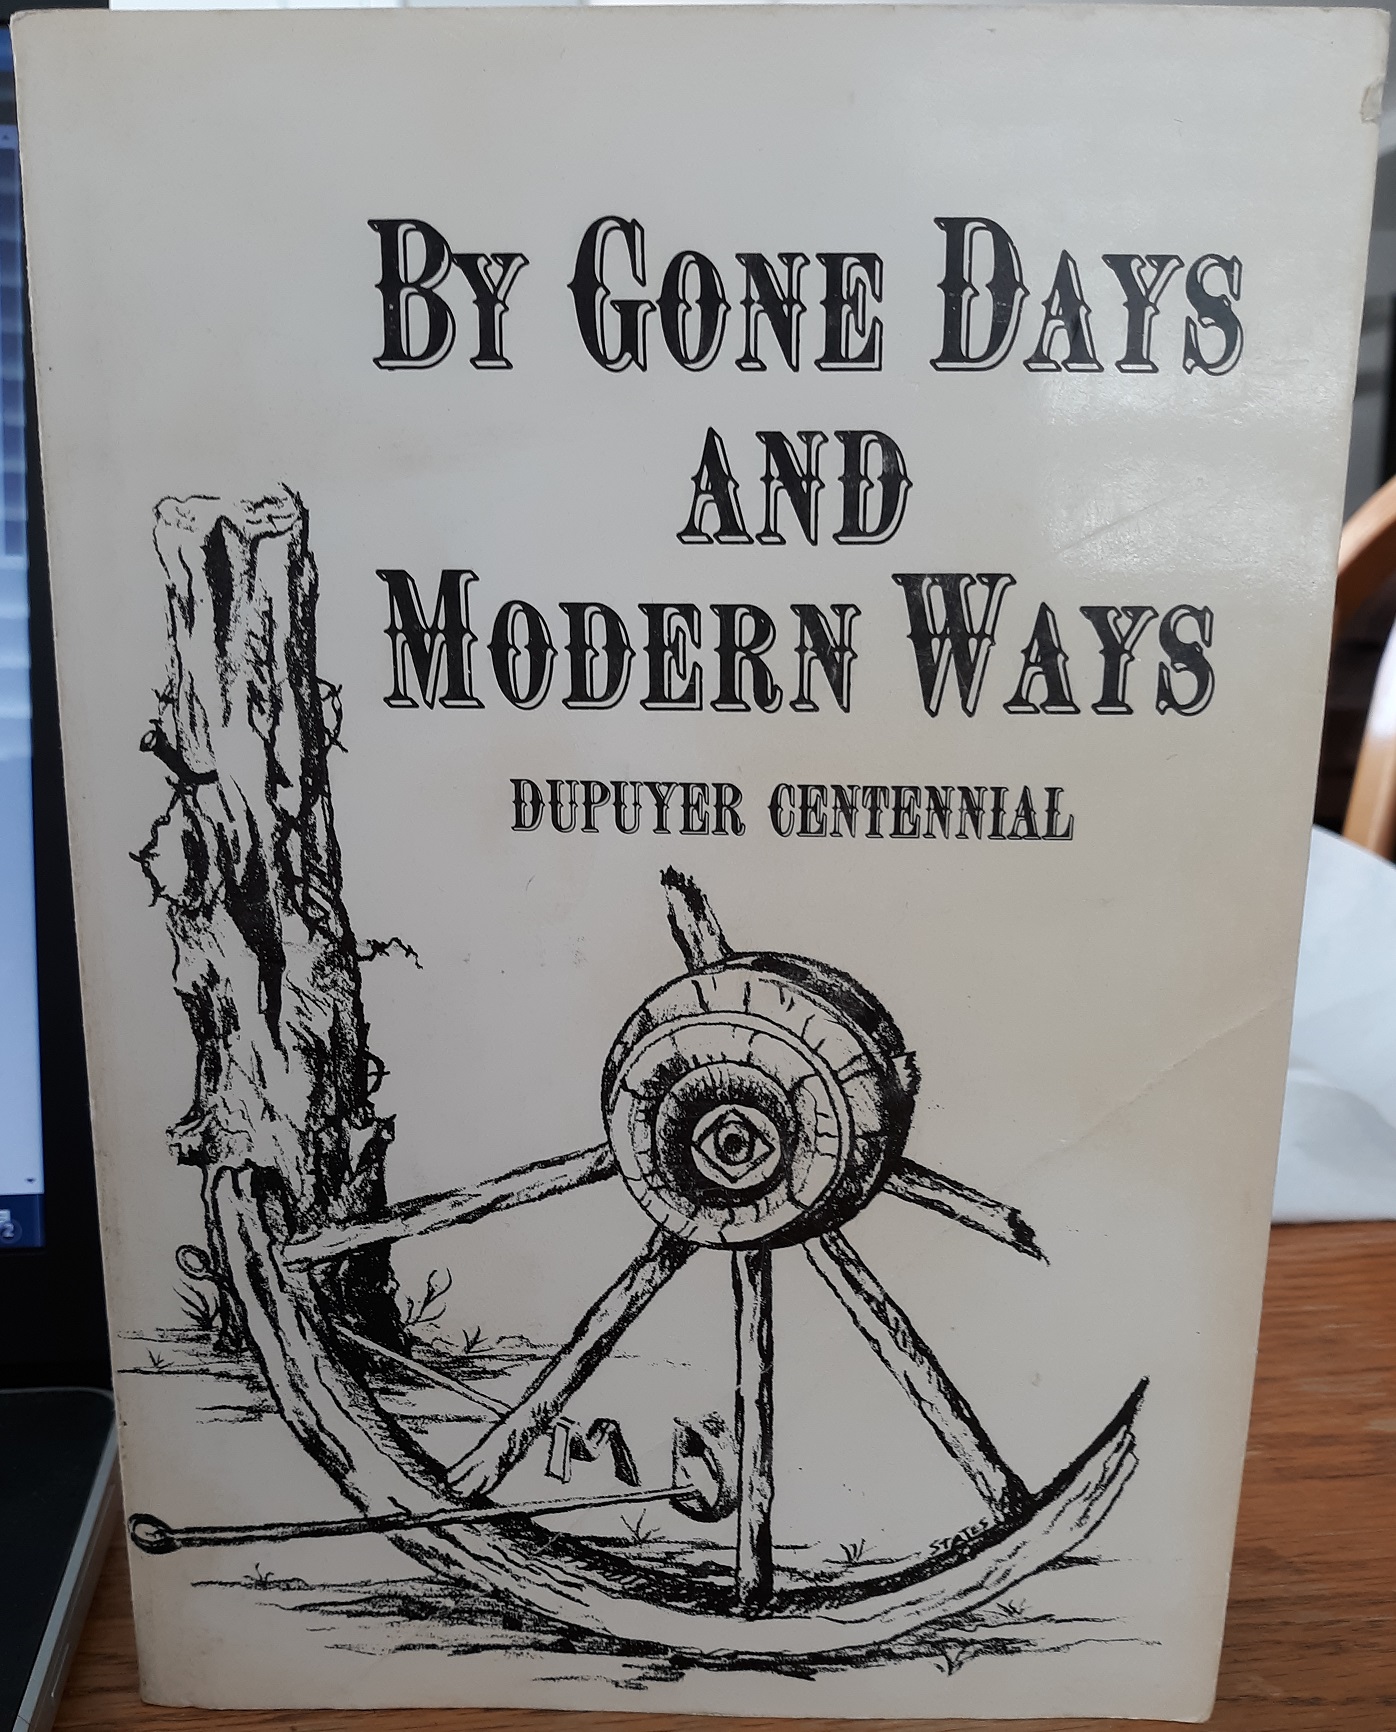 By Gone Days
and
Modern Ways
Dupuyer Centennial
M D
STATES